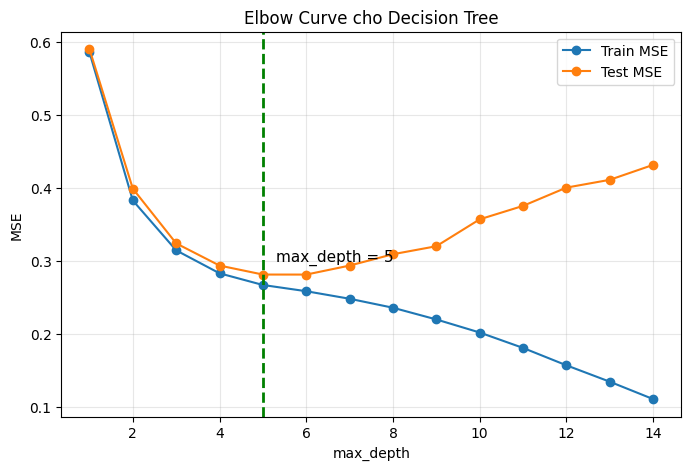 Elbow Curve cho Decision Tree
Train MSE
Test MSE
0.6
0.5
0.4
0.3
0.2
0.1
MSE
max_depth = 5
2
4
6
8
10
12
14
max_depth